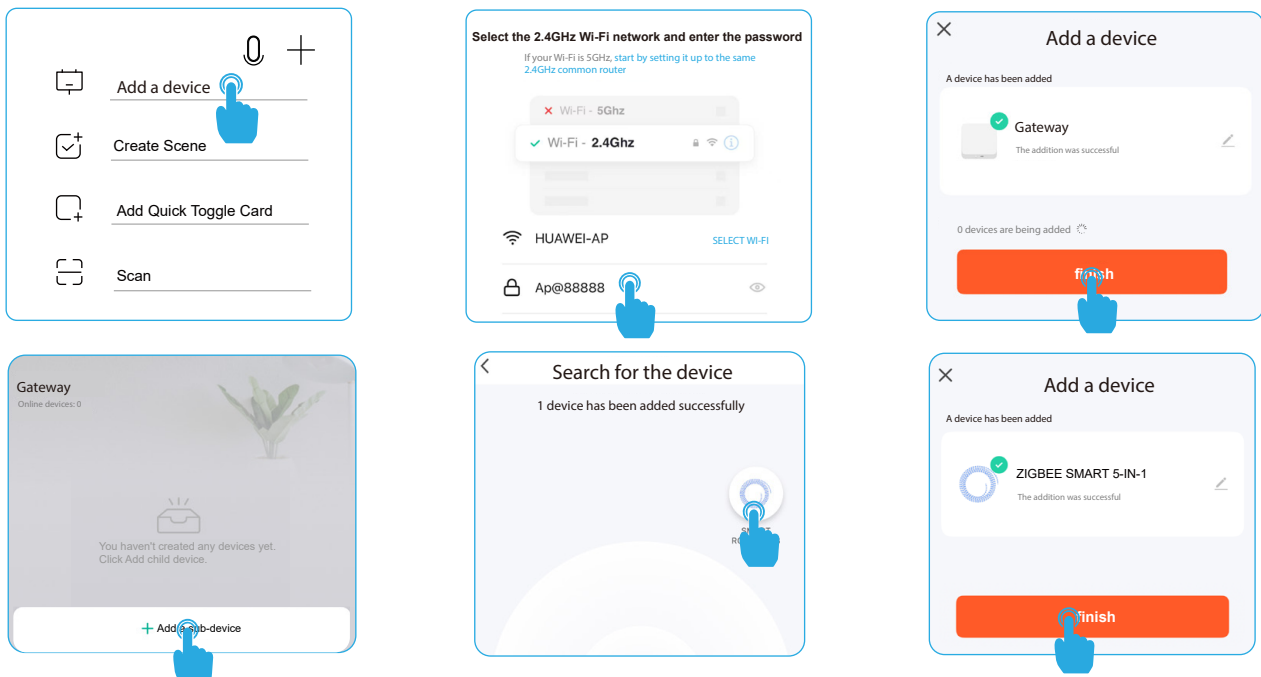 Add a device
Create Scene
Add Quick Toggle Card
Scan
Select the 2.4GHz Wi-Fi network and enter the password
If your Wi-Fi is 5GHz, start by setting it up to the same
2.4GHz common router
Wi-Fi - 5Ghz
Wi-Fi - 2.4Ghz
HUAWEI-AP
SELECT WI-FI
Ap@88888
Add a device
A device has been added
Gateway
The addition was successful
0 devices are being added
finish
Gateway
Online devices: 0
You haven't created any devices yet.
Click Add child device.
+ Add a sub-device
Search for the device
1 device has been added successfully
SMART
Add a device
A device has been added
ZIGBEE SMART 5-IN-1
The addition was successful
finish